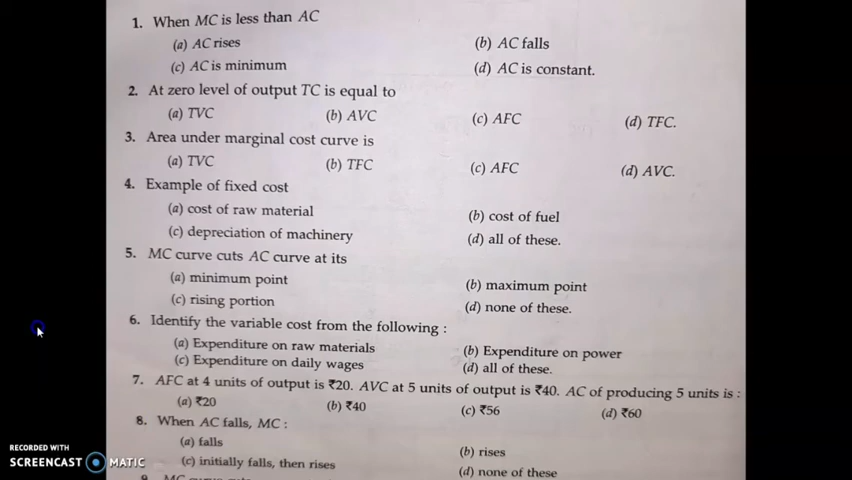 1. When MC is less than AC
(a) AC rises (b) AC falls
(c) AC is minimum (d) AC is constant.
2. At zero level of output TC is equal to
(a) TVC (b) AVC (c) AFC (d) TFC.
3. Area under marginal cost curve is
(a) TVC (b) TFC (c) AFC (d) AVC.
4. Example of fixed cost
(a) cost of raw material (b) cost of fuel
(c) depreciation of machinery (d) all of these.
5. MC curve cuts AC curve at its
(a) minimum point (b) maximum point
(c) rising portion (d) none of these.
6. Identify the variable cost from the following :
(a) Expenditure on raw materials (b) Expenditure on power
(c) Expenditure on daily wages (d) all of these.
7. AFC at 4 units of output is ₹20. AVC at 5 units of output is ₹40. AC of producing 5 units is :
(a) ₹20 (b) ₹40 (c) ₹56 (d) ₹60
8. When AC falls, MC :
(a) falls (b) rises
(c) initially falls, then rises (d) none of these
RECORDED WITH
SCREENCAST MATIC